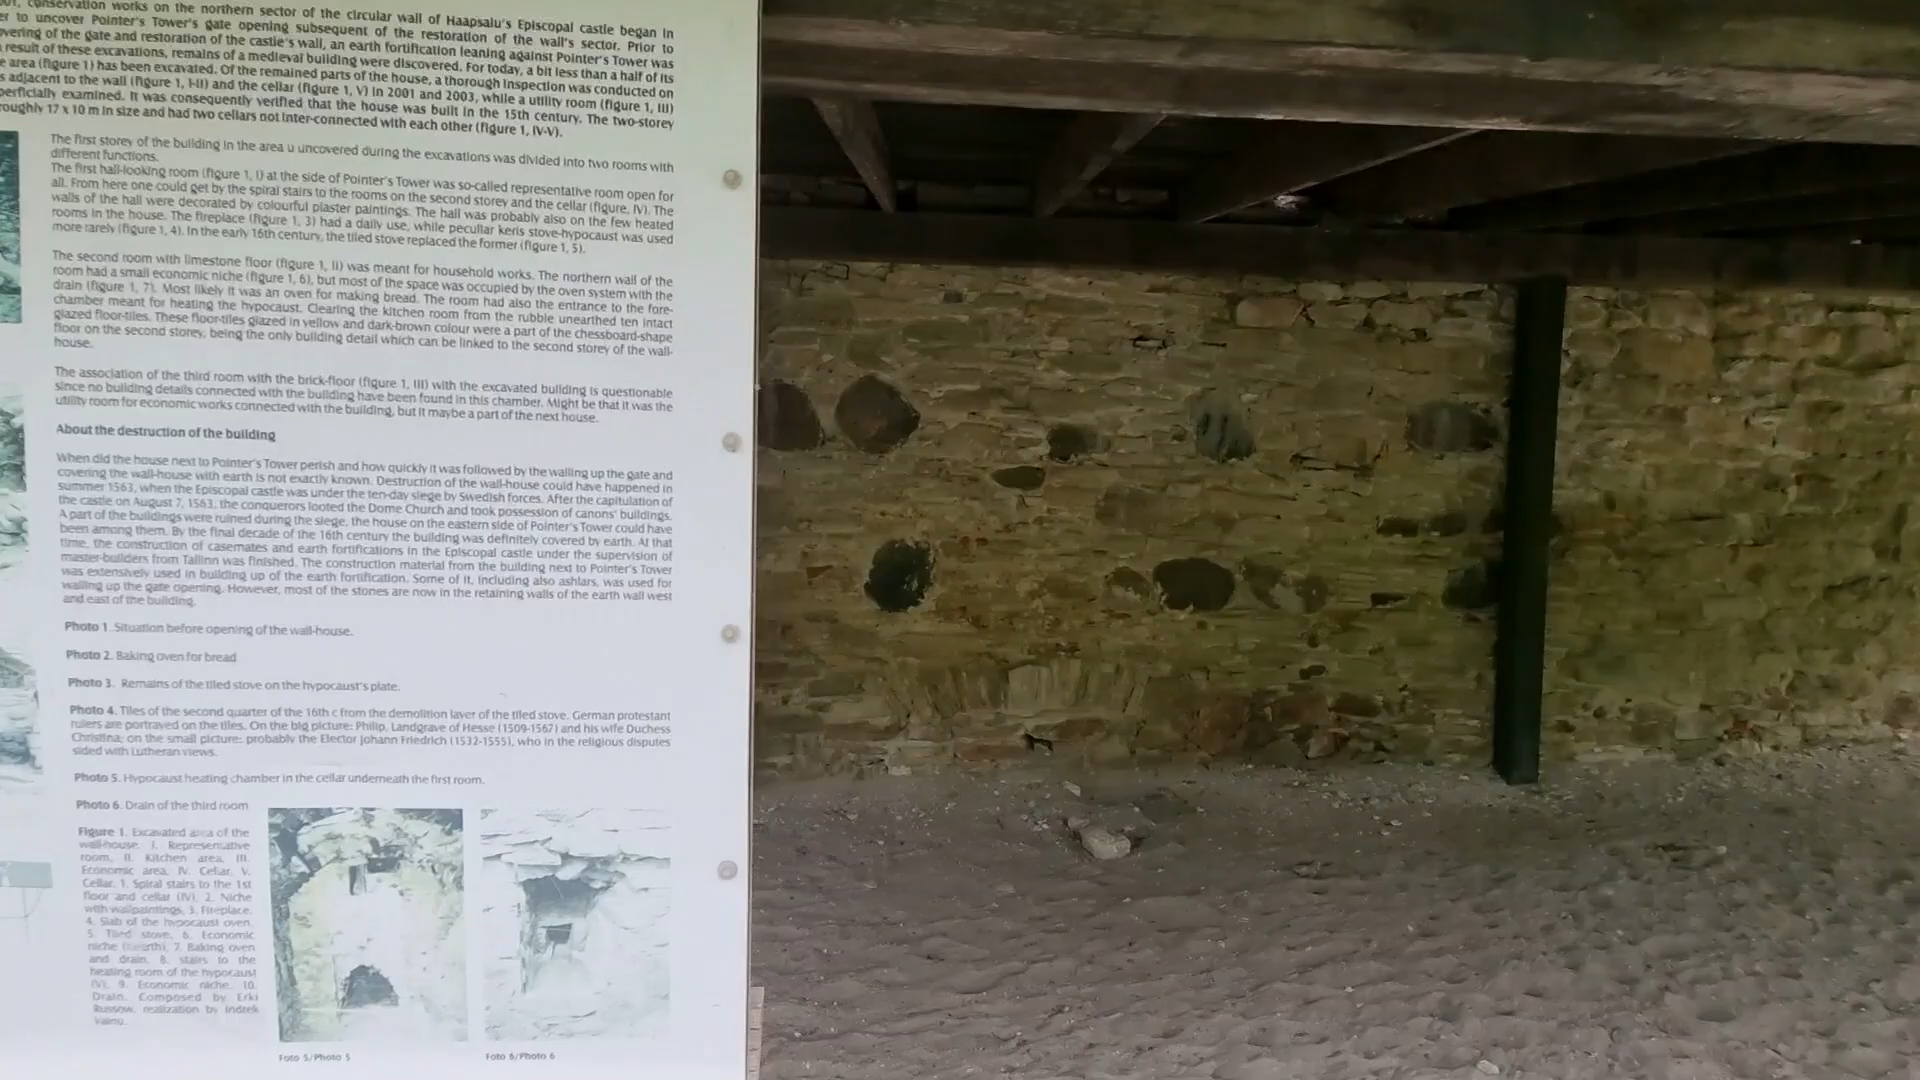 conservation works on the northern sector of the circular wall of Haapsalu's Episcopal castle began in
to uncover Pointer's Tower's gate opening subsequent of the restoration of the wall's sector. Prior to
vering of the gate and restoration of the castle's wall, an earth fortification leaning against Pointer's Tower was
result of these excavations, remains of a medieval building were discovered. For today, a bit less than a half of its
area (figure 1) has been excavated. Of the remained parts of the house, a thorough inspection was conducted on
s adjacent to the wall (figure 1, I-II) and the cellar (figure 1, V) in 2001 and 2003, while a utility room (figure 1, III)
perficially examined. It was consequently verified that the house was built in the 15th century. The two-storey
roughly 17 x 10 m in size and had two cellars not inter-connected with each other (figure 1, IV-V).
The first storey of the building in the area u uncovered during the excavations was divided into two rooms with
different functions.
The first hall-looking room (figure 1, I) at the side of Pointer's Tower was so-called representative room open for
all. From here one could get by the spiral stairs to the rooms on the second storey and the cellar (figure, IV). The
walls of the hall were decorated by colourful plaster paintings. The hall was probably also on the few heated
rooms in the house. The fireplace (figure 1, 3) had a daily use, while peculiar keris stove-hypocaust was used
more rarely (figure 1, 4). In the early 16th century, the tiled stove replaced the former (figure 1, 5).
The second room with limestone floor (figure 1, II) was meant for household works. The northern wall of the
room had a small economic niche (figure 1, 6), but most of the space was occupied by the oven system with the
drain (figure 1, 7). Most likely it was an oven for making bread. The room had also the entrance to the fore-
chamber meant for heating the hypocaust. Clearing the kitchen room from the rubble unearthed ten intact
glazed floor-tiles. These floor-tiles glazed in yellow and dark-brown colour were a part of the chessboard-shape
floor on the second storey, being the only building detail which can be linked to the second storey of the wall-
house.
The association of the third room with the brick-floor (figure 1, III) with the excavated building is questionable
since no building details connected with the building have been found in this chamber. Might be that it was the
utility room for economic works connected with the building, but it maybe a part of the next house.
About the destruction of the building
When did the house next to Pointer's Tower perish and how quickly it was followed by the walling up the gate and
covering the wall-house with earth is not exactly known. Destruction of the wall-house could have happened in
summer 1563, when the Episcopal castle was under the ten-day siege by Swedish forces. After the capitulation of
the castle on August 7, 1563, the conquerors looted the Dome Church and took possession of canons' buildings.
A part of the buildings were ruined during the siege, the house on the eastern side of Pointer's Tower could have
been among them. By the final decade of the 16th century the building was definitely covered by earth. At that
time, the construction of casemates and earth fortifications in the Episcopal castle under the supervision of
master-builders from Tallinn was finished. The construction material from the building next to Pointer's Tower
was extensively used in building up of the earth fortification. Some of it, including also ashlars, was used for
walling up the gate opening. However, most of the stones are now in the retaining walls of the earth wall west
and east of the building.
Photo 1. Situation before opening of the wall-house.
Photo 2. Baking oven for bread
Photo 3. Remains of the tiled stove on the hypocaust's plate.
Photo 4. Tiles of the second quarter of the 16th c from the demolition layer of the tiled stove. German protestant
rulers are portrayed on the tiles. On the big picture: Philip, Landgrave of Hesse (1509-1567) and his wife Duchess
Christina; on the small picture: probably the Elector Johann Friedrich (1532-1555), who in the religious disputes
sided with Lutheran views.
Photo 5. Hypocaust heating chamber in the cellar underneath the first room.
Photo 6. Drain of the third room
Figure 1. Excavated area of the
wall-house. I. Representative
room, II. Kitchen area, III.
Economic area, IV. Cellar, V.
Cellar. 1. Spiral stairs to the 1st
floor and cellar (IV), 2. Niche
with wallpaintings, 3. Fireplace,
4. Slab of the hypocaust oven,
5. Tiled stove, 6. Economic
niche (hearth), 7. Baking oven
and drain, 8. stairs to the
heating room of the hypocaust
(V), 9. Economic niche, 10.
Drain. Composed by Erki
Russow, realization by Indrek
Vainu.
Foto 5/Photo 5
Foto 6/Photo 6